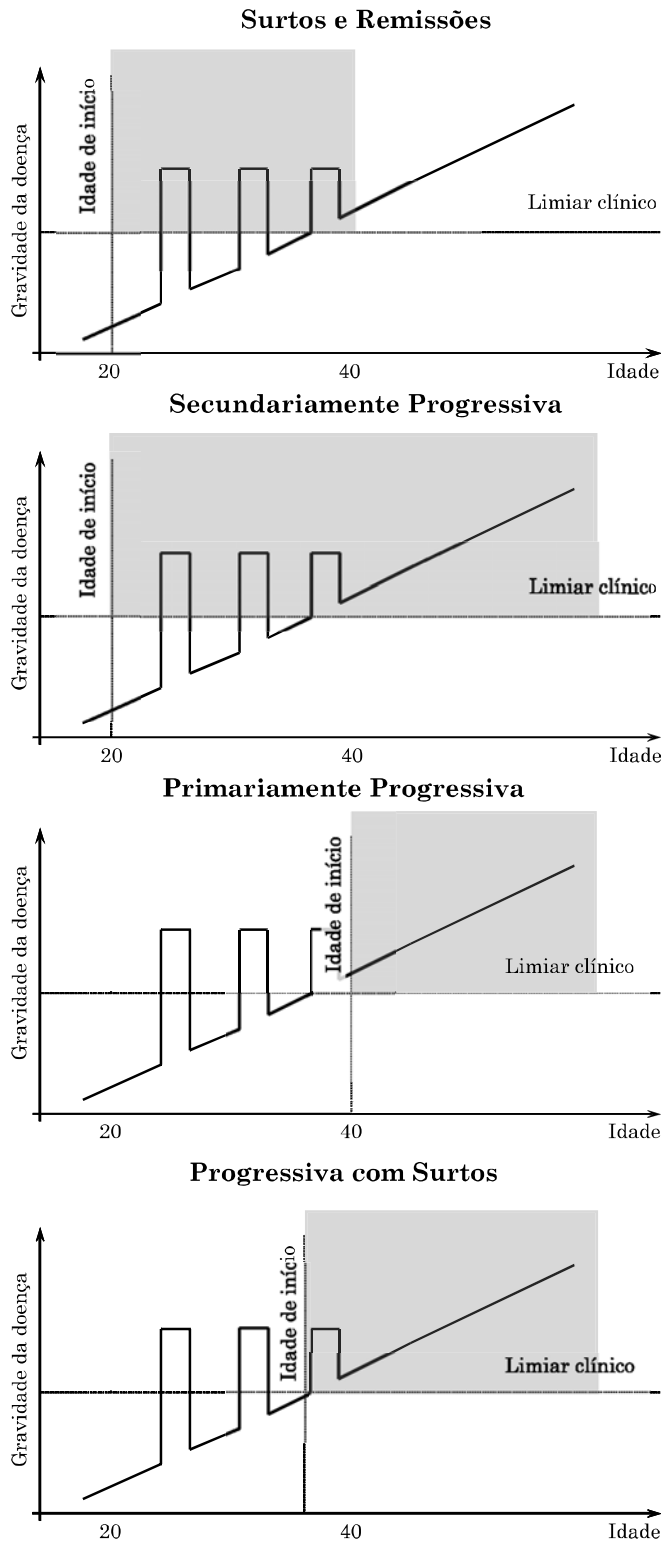 Surtos e Remissões
Idade de início
Gravidade da doença
Limiar clínico
20
40
Idade
Secundariamente Progressiva
Idade de início
Gravidade da doença
Limiar clínico
20
40
Idade
Primariamente Progressiva
Idade de início
Gravidade da doença
Limiar clínico
20
40
Idade
Progressiva com Surtos
Idade de início
Gravidade da doença
Limiar clínico
20
40
Idade